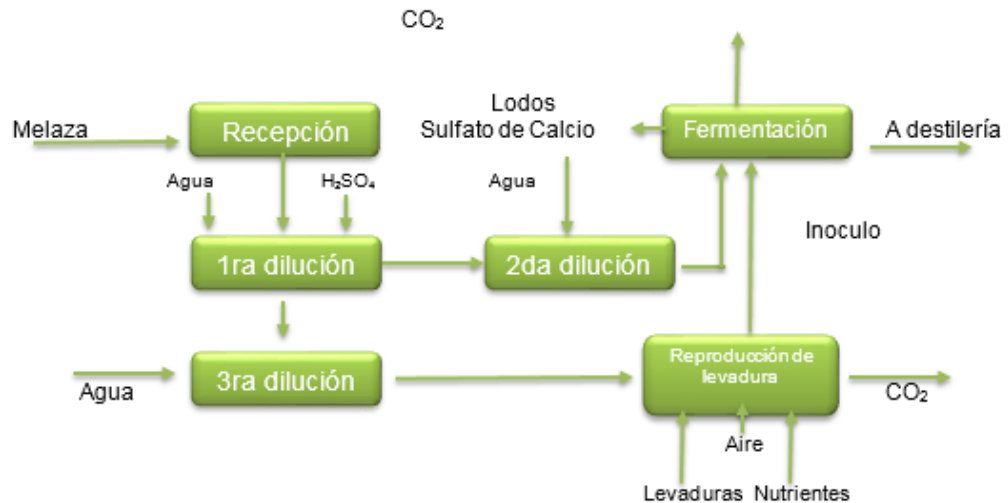 CO₂
Lodos
Sulfato de Calcio
Melaza
Recepción
Fermentación
A destilería
Agua
H₂SO₄
Agua
Inoculo
1ra dilución
2da dilución
Reproducción de
levadura
Agua
3ra dilución
CO₂
Aire
Levaduras
Nutrientes